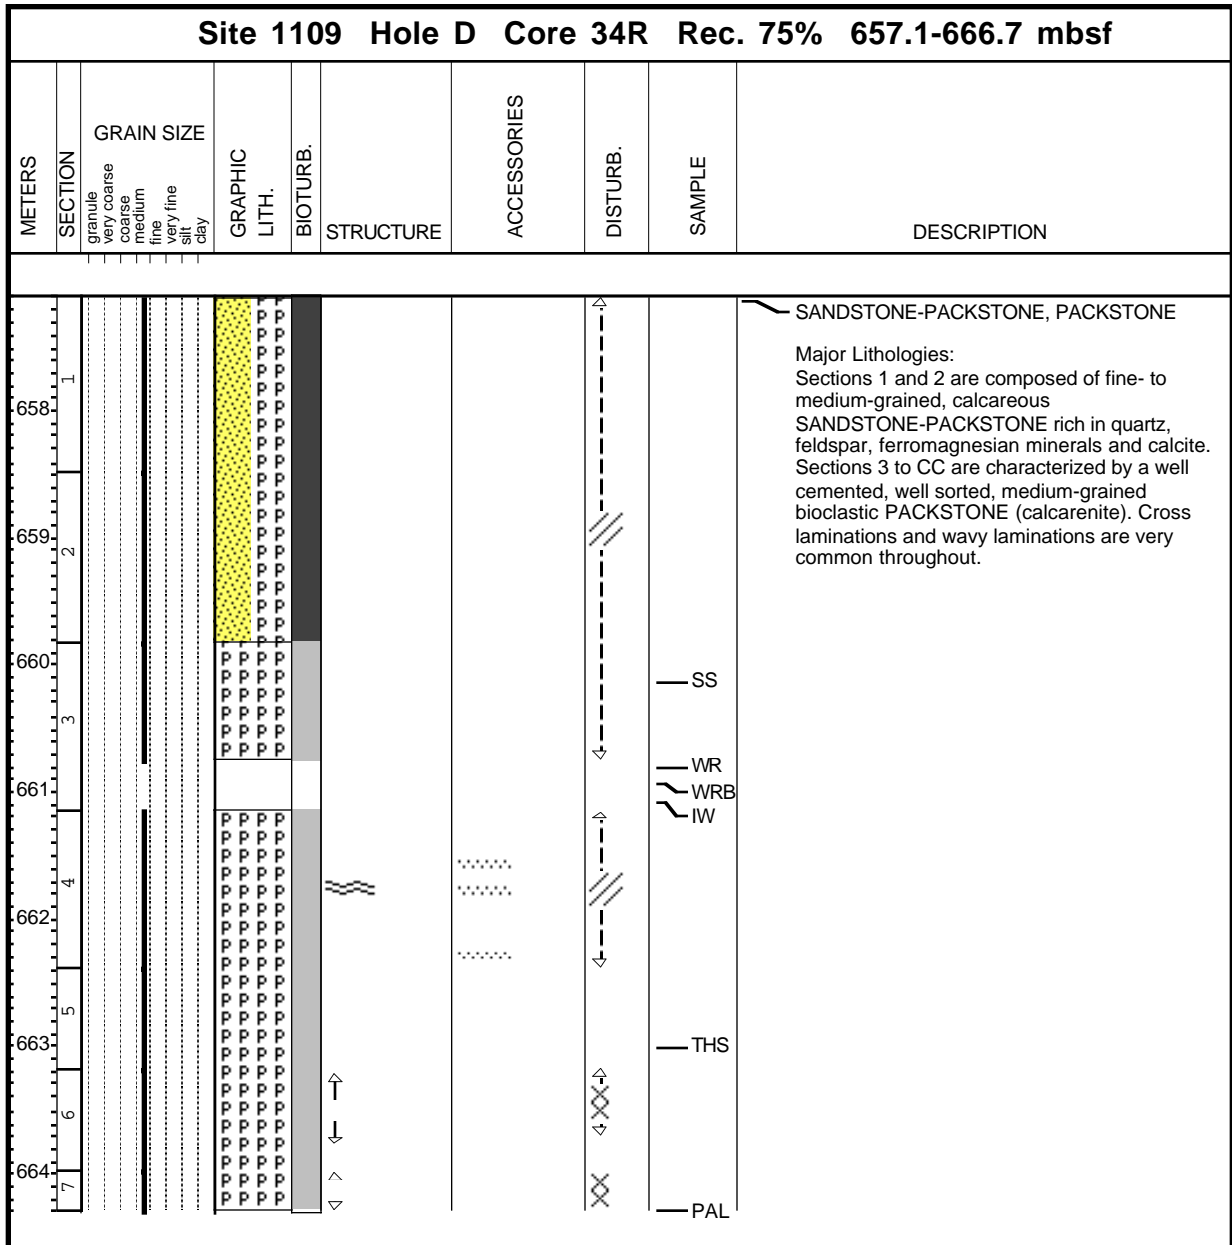 Site 1109 Hole D Core 34R Rec. 75% 657.1-666.7 mbsf
METERS
SECTION
GRAIN SIZE
granule
very coarse
coarse
medium
fine
very fine
silt
clay
GRAPHIC
LITH.
BIOTURB.
STRUCTURE
ACCESSORIES
DISTURB.
SAMPLE
DESCRIPTION
SANDSTONE-PACKSTONE, PACKSTONE
Major Lithologies:
Sections 1 and 2 are composed of fine- to
medium-grained, calcareous
SANDSTONE-PACKSTONE rich in quartz,
feldspar, ferromagnesian minerals and calcite.
Sections 3 to CC are characterized by a well
cemented, well sorted, medium-grained
bioclastic PACKSTONE (calcarenite). Cross
laminations and wavy laminations are very
common throughout.
1
658
659
2
660
SS
3
WR
661
WRB
IW
4
662
5
663
THS
6
664
7
PAL